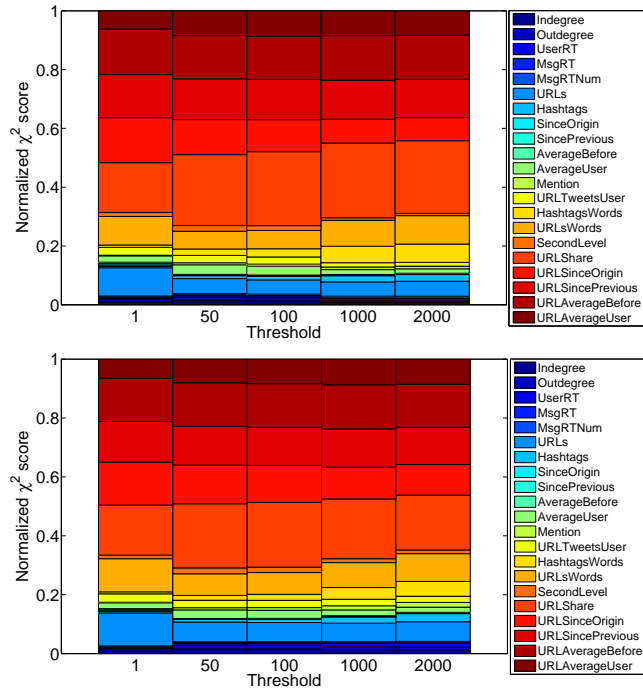 1
0.8
0.6
0.4
0.2
0
Normalized χ² score
1 50 100 1000 2000
Threshold
Indegree
Outdegree
UserRT
MsgRT
MsgRTNum
URLs
Hashtags
SinceOrigin
SincePrevious
AverageBefore
AverageUser
Mention
URLTweetsUser
HashtagsWords
URLsWords
SecondLevel
URLShare
URLSinceOrigin
URLSincePrevious
URLAverageBefore
URLAverageUser
1
0.8
0.6
0.4
0.2
0
Normalized χ² score
1 50 100 1000 2000
Threshold
Indegree
Outdegree
UserRT
MsgRT
MsgRTNum
URLs
Hashtags
SinceOrigin
SincePrevious
AverageBefore
AverageUser
Mention
URLTweetsUser
HashtagsWords
URLsWords
SecondLevel
URLShare
URLSinceOrigin
URLSincePrevious
URLAverageBefore
URLAverageUser